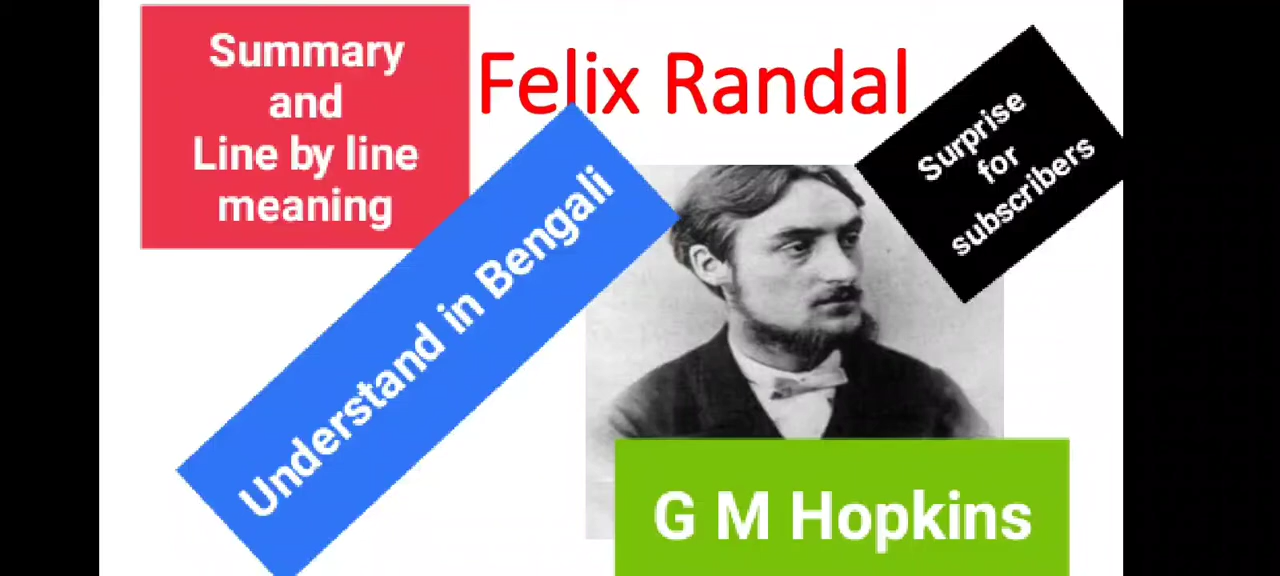 Summary
and
Line by line
meaning
Felix Randal
Surprise
for
subscribers
Understand in Bengali
G M Hopkins